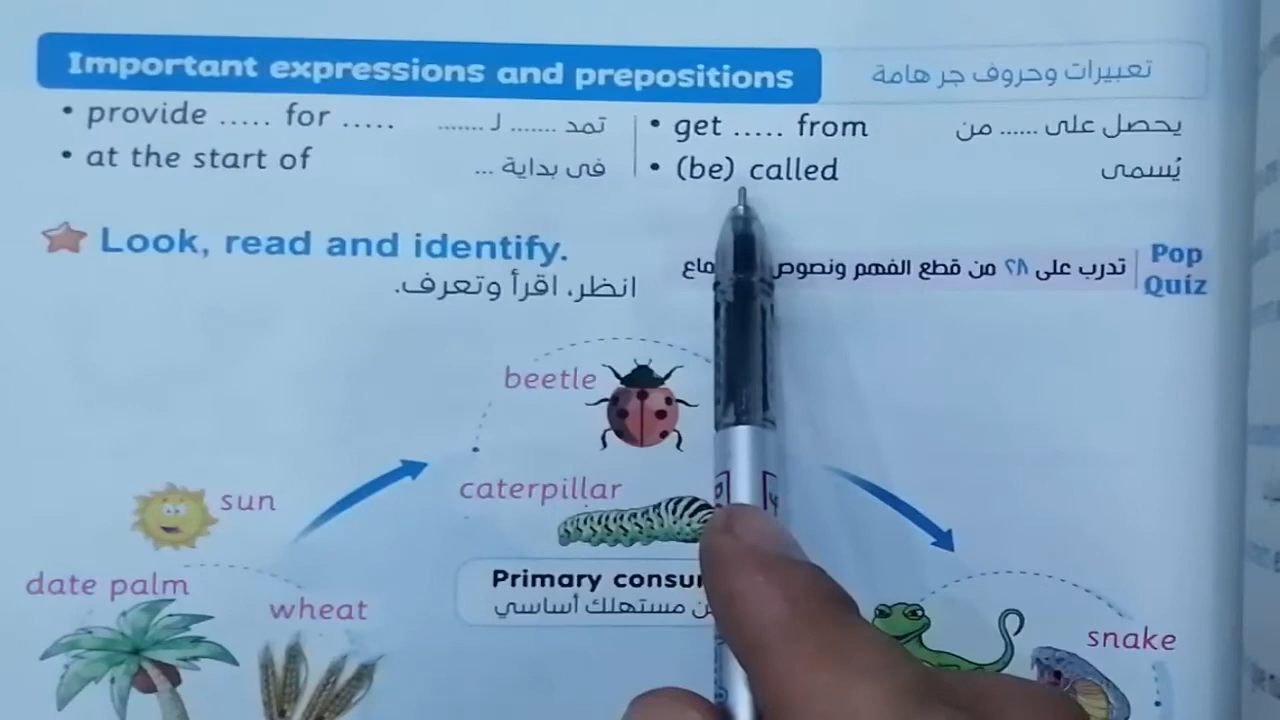 Important expressions and prepositions
تعبيرات وحروف جر هامة
• provide ..... for .....
تمد ....... لـ .......
• get ..... from
يحصل على ...... من
• at the start of
فى بداية ...
• (be) called
يُسمى
Look, read and identify.
انظر، اقرأ وتعرف.
Pop Quiz
تدرب على ٢٨ من قطع الفهم ونصوص
beetle
caterpillar
sun
Primary
مستهلك أساسي
date palm
wheat
snake